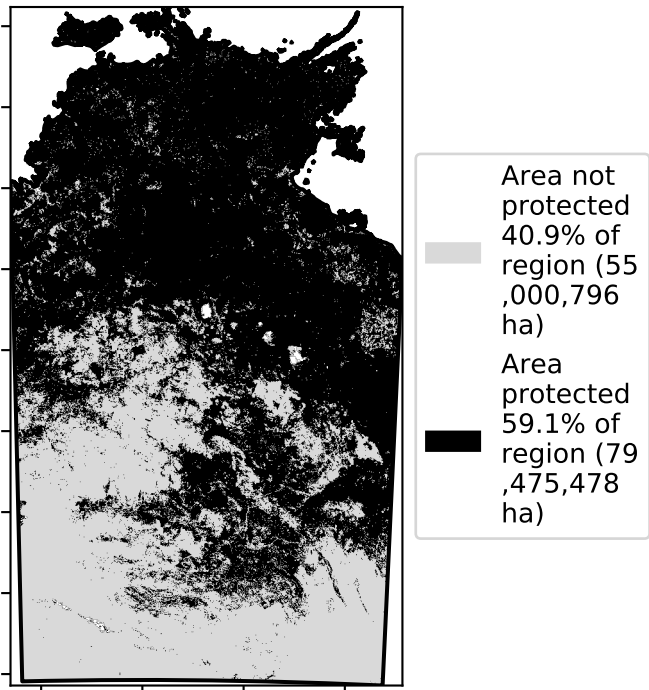 Area not
protected
40.9% of
region (55
,000,796
ha)
Area
protected
59.1% of
region (79
,475,478
ha)